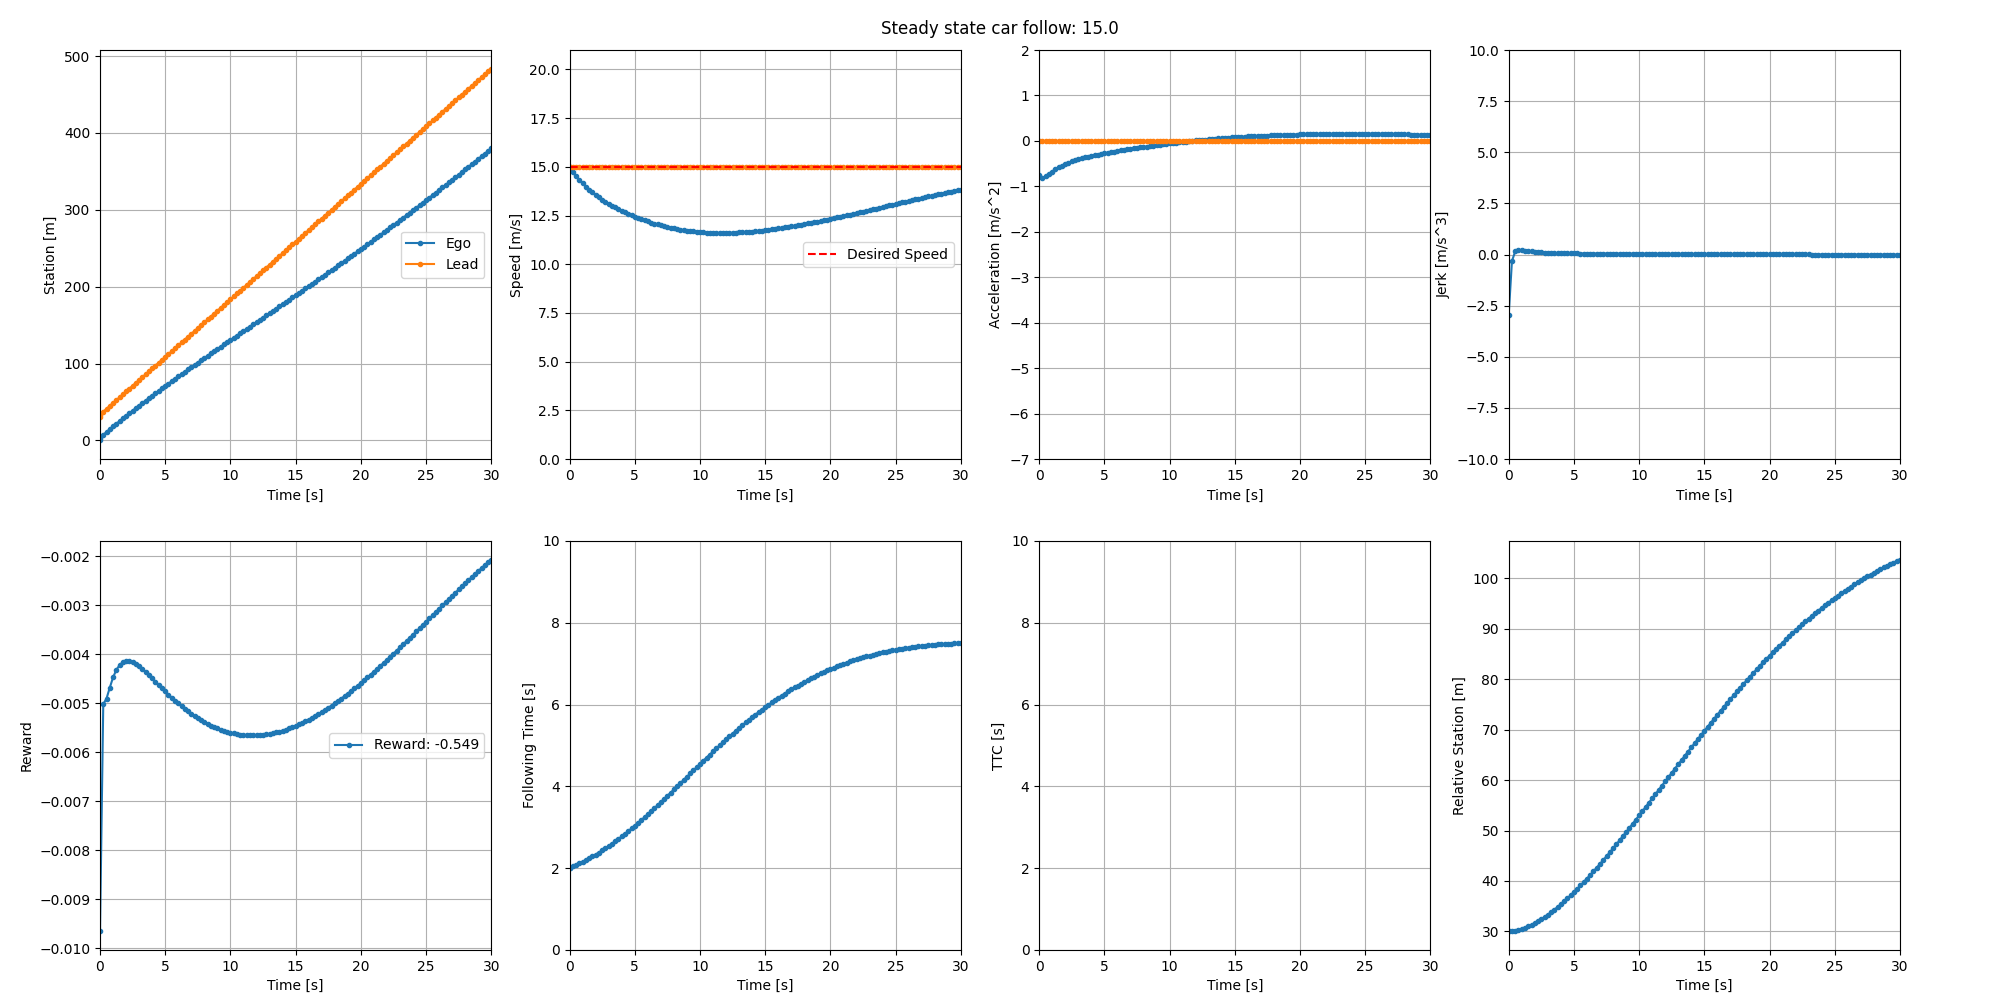 Steady state car follow: 15.0
Station [m]
500
400
300
200
100
0
Ego
Lead
0 5 10 15 20 25 30
Time [s]
Speed [m/s]
20.0
17.5
15.0
12.5
10.0
7.5
5.0
2.5
0.0
Desired Speed
0 5 10 15 20 25 30
Time [s]
Acceleration [m/s^2]
2
1
0
−1
−2
−3
−4
−5
−6
−7
0 5 10 15 20 25 30
Time [s]
Jerk [m/s^3]
10.0
7.5
5.0
2.5
0.0
−2.5
−5.0
−7.5
−10.0
0 5 10 15 20 25 30
Time [s]
Reward
−0.002
−0.003
−0.004
−0.005
−0.006
−0.007
−0.008
−0.009
−0.010
Reward: -0.549
0 5 10 15 20 25 30
Time [s]
Following Time [s]
10
8
6
4
2
0
0 5 10 15 20 25 30
Time [s]
TTC [s]
10
8
6
4
2
0
0 5 10 15 20 25 30
Time [s]
Relative Station [m]
100
90
80
70
60
50
40
30
0 5 10 15 20 25 30
Time [s]